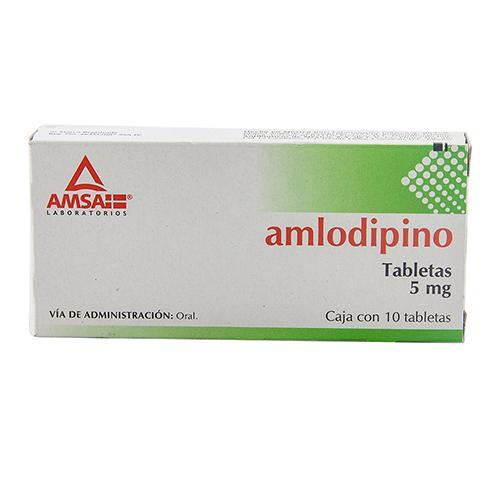 AMSA®
LABORATORIOS
amlodipino
Tabletas
5 mg
VÍA DE ADMINISTRACIÓN: Oral.
Caja con 10 tabletas